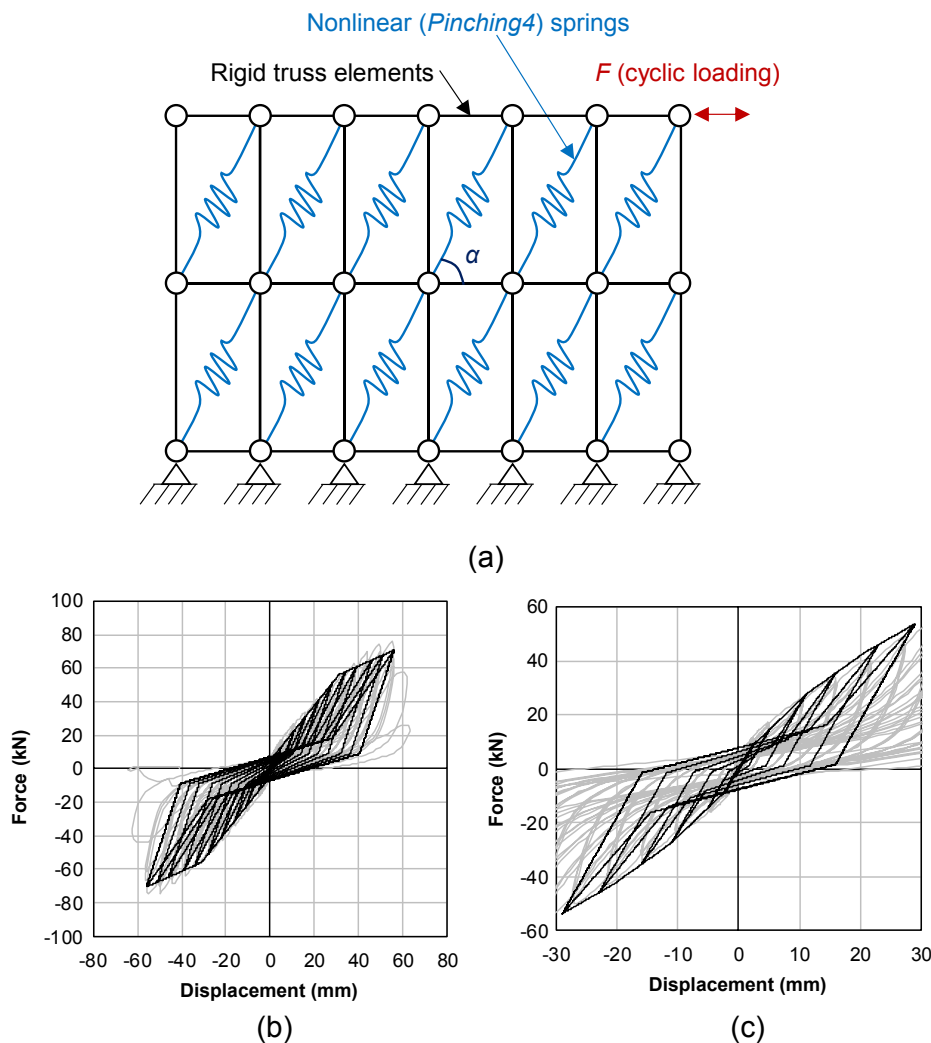 Nonlinear (Pinching4) springs
Rigid truss elements
F (cyclic loading)
α
(a)
100
80
60
40
20
0
-20
-40
-60
-80
-100
-80 -60 -40 -20 0 20 40 60 80
Force (kN)
Displacement (mm)
(b)
60
40
20
0
-20
-40
-60
-30 -20 -10 0 10 20 30
Force (kN)
Displacement (mm)
(c)